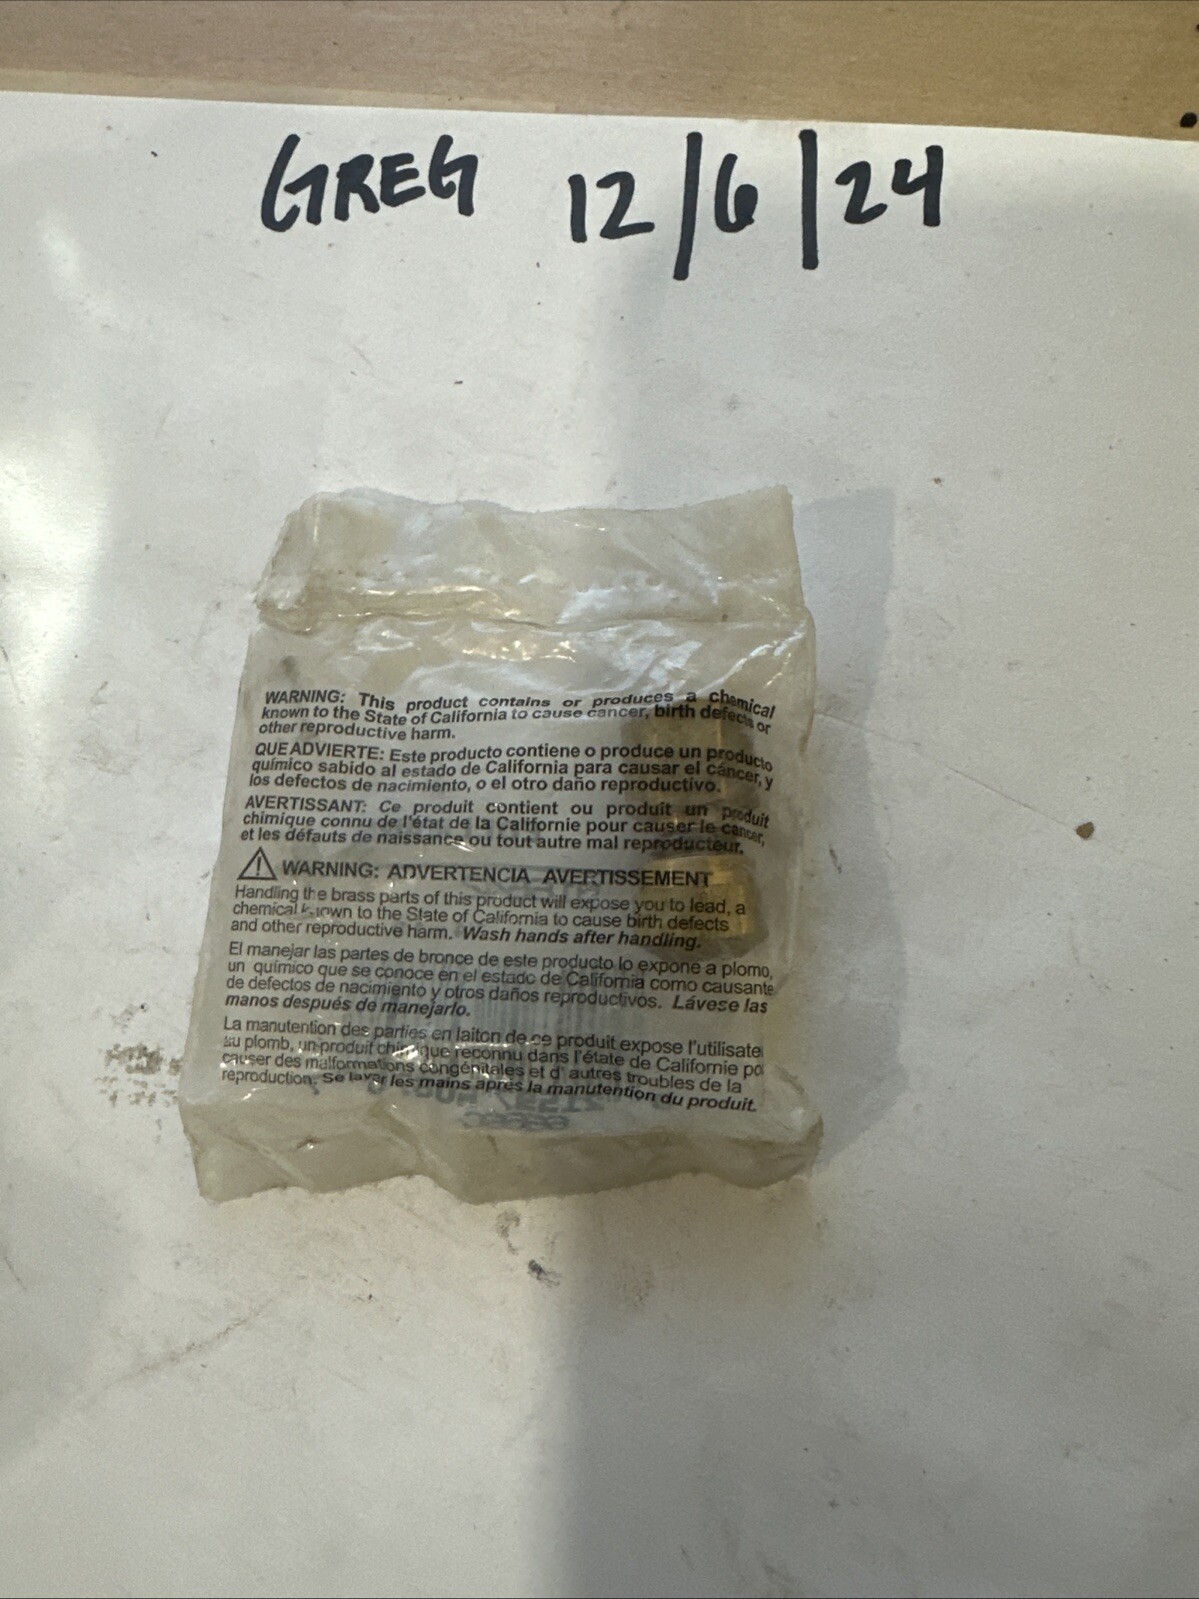 GREG 12/6/24
WARNING: This product contains or produces a chemical
known to the State of California to cause cancer, birth defects or
other reproductive harm.
QUE ADVIERTE: Este producto contiene o produce un producto
químico sabido al estado de California para causar el cáncer, y
los defectos de nacimiento, o el otro daño reproductivo.
AVERTISSANT: Ce produit contient ou produit un produit
chimique connu de l'état de la Californie pour causer le cancer,
et les défauts de naissance ou tout autre mal reproducteur.
WARNING: ADVERTENCIA AVERTISSEMENT
Handling the brass parts of this product will expose you to lead, a
chemical known to the State of California to cause birth defects
and other reproductive harm. Wash hands after handling.
El manejar las partes de bronce de este producto lo expone a plomo,
un químico que se conoce en el estado de California como causante
de defectos de nacimiento y otros daños reproductivos. Lávese las
manos después de manejarlo.
La manutention des parties en laiton de ce produit expose l'utilisate
su plomb, un produit chimique reconnu dans l'état de Californie po
causer des malformations congénitales et d' autres troubles de la
reproduction. Se laver les mains après la manutention du produit.